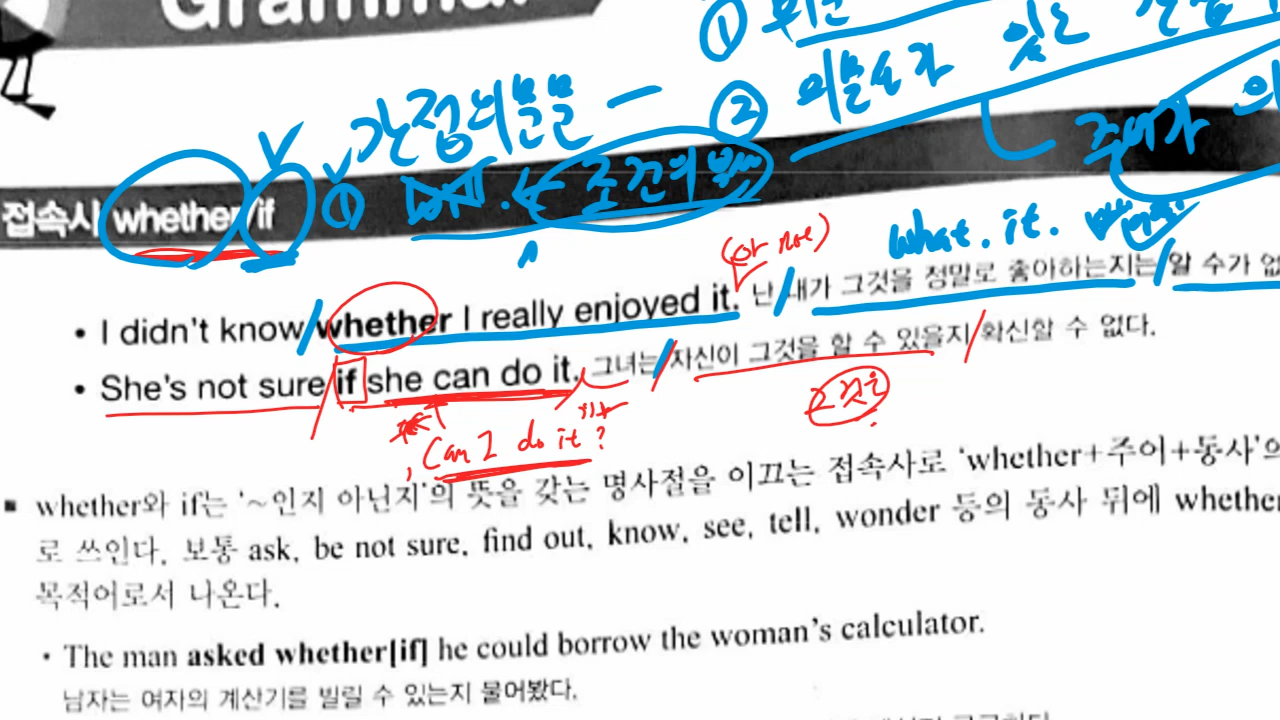 Grammar
①
간접의문문 - ② 의문사가 있는
접속사 whether/if ① 조건의 주어가 의
(or not) what. it.
• I didn't know whether I really enjoyed it. 난 내가 그것을 정말로 좋아하는지는 알 수가 없
• She's not sure if she can do it. 그녀는 자신이 그것을 할 수 있을지 확신할 수 없다.
그것을
Can I do it?
■ whether와 if는 '~인지 아닌지'의 뜻을 갖는 명사절을 이끄는 접속사로 'whether+주어+동사'의
로 쓰인다. 보통 ask, be not sure, find out, know, see, tell, wonder 등의 동사 뒤에 whether
목적어로서 나온다.
• The man asked whether[if] he could borrow the woman's calculator.
남자는 여자의 계산기를 빌릴 수 있는지 물어봤다.